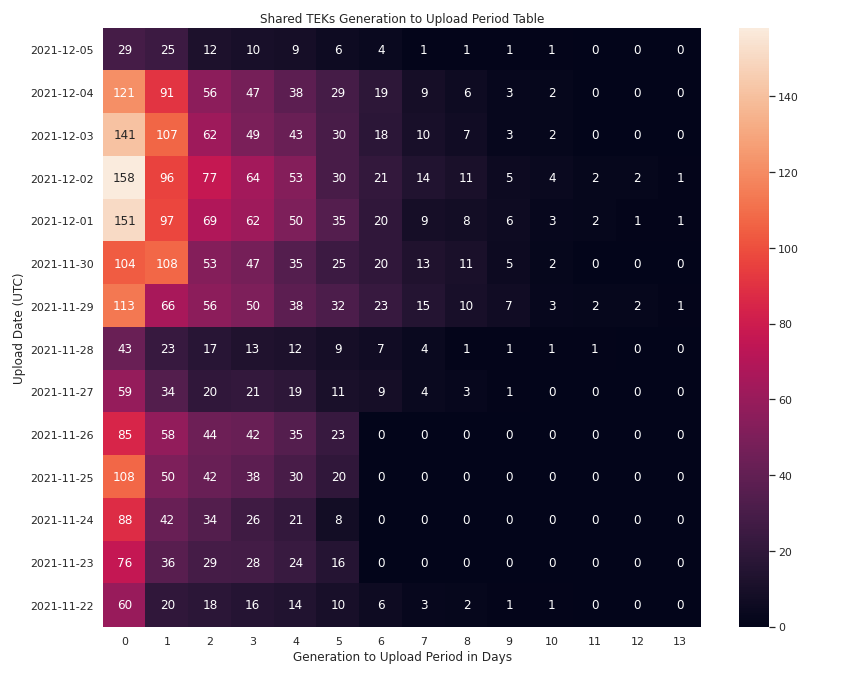 Shared TEKs Generation to Upload Period Table
Upload Date (UTC)
2021-12-05 29 25 12 10 9 6 4 1 1 1 1 0 0 0
2021-12-04 121 91 56 47 38 29 19 9 6 3 2 0 0 0
2021-12-03 141 107 62 49 43 30 18 10 7 3 2 0 0 0
2021-12-02 158 96 77 64 53 30 21 14 11 5 4 2 2 1
2021-12-01 151 97 69 62 50 35 20 9 8 6 3 2 1 1
2021-11-30 104 108 53 47 35 25 20 13 11 5 2 0 0 0
2021-11-29 113 66 56 50 38 32 23 15 10 7 3 2 2 1
2021-11-28 43 23 17 13 12 9 7 4 1 1 1 1 0 0
2021-11-27 59 34 20 21 19 11 9 4 3 1 0 0 0 0
2021-11-26 85 58 44 42 35 23 0 0 0 0 0 0 0 0
2021-11-25 108 50 42 38 30 20 0 0 0 0 0 0 0 0
2021-11-24 88 42 34 26 21 8 0 0 0 0 0 0 0 0
2021-11-23 76 36 29 28 24 16 0 0 0 0 0 0 0 0
2021-11-22 60 20 18 16 14 10 6 3 2 1 1 0 0 0
0 1 2 3 4 5 6 7 8 9 10 11 12 13
Generation to Upload Period in Days
140
120
100
80
60
40
20
0